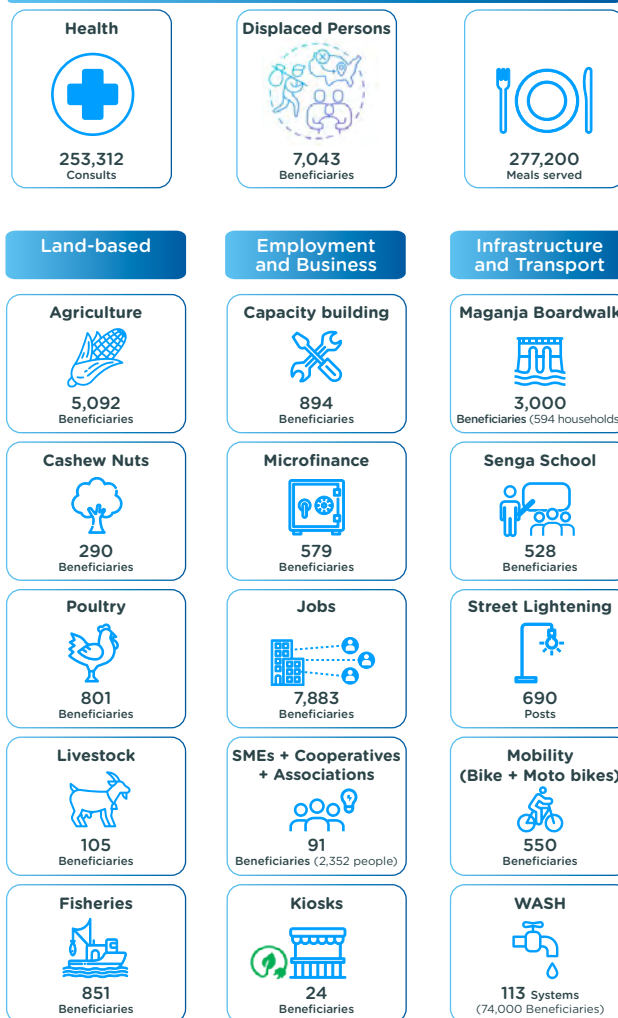 Health
253,312
Consults
Displaced Persons
7,043
Beneficiaries
277,200
Meals served
Land-based
Agriculture
5,092
Beneficiaries
Cashew Nuts
290
Beneficiaries
Poultry
801
Beneficiaries
Livestock
105
Beneficiaries
Fisheries
851
Beneficiaries
Employment
and Business
Capacity building
894
Beneficiaries
Microfinance
579
Beneficiaries
Jobs
7,883
Beneficiaries
SMEs + Cooperatives
+ Associations
91
Beneficiaries (2,352 people)
Kiosks
24
Beneficiaries
Infrastructure
and Transport
Maganja Boardwalk
3,000
Beneficiaries (594 households
Senga School
528
Beneficiaries
Street Lightening
690
Posts
Mobility
(Bike + Moto bikes)
550
Beneficiaries
WASH
113 Systems
(74,000 Beneficiaries)